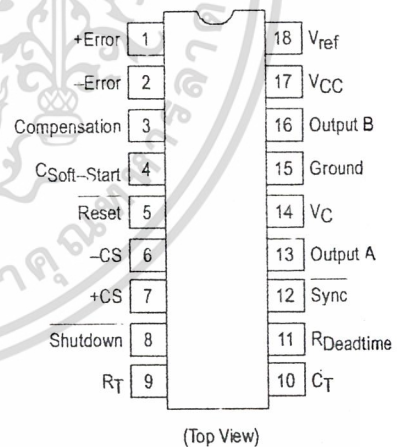 +Error 1 18 Vref
–Error 2 17 VCC
Compensation 3 16 Output B
CSoft–Start 4 15 Ground
Reset 5 14 VC
–CS 6 13 Output A
+CS 7 12 Sync
Shutdown 8 11 RDeadtime
RT 9 10 CT
(Top View)